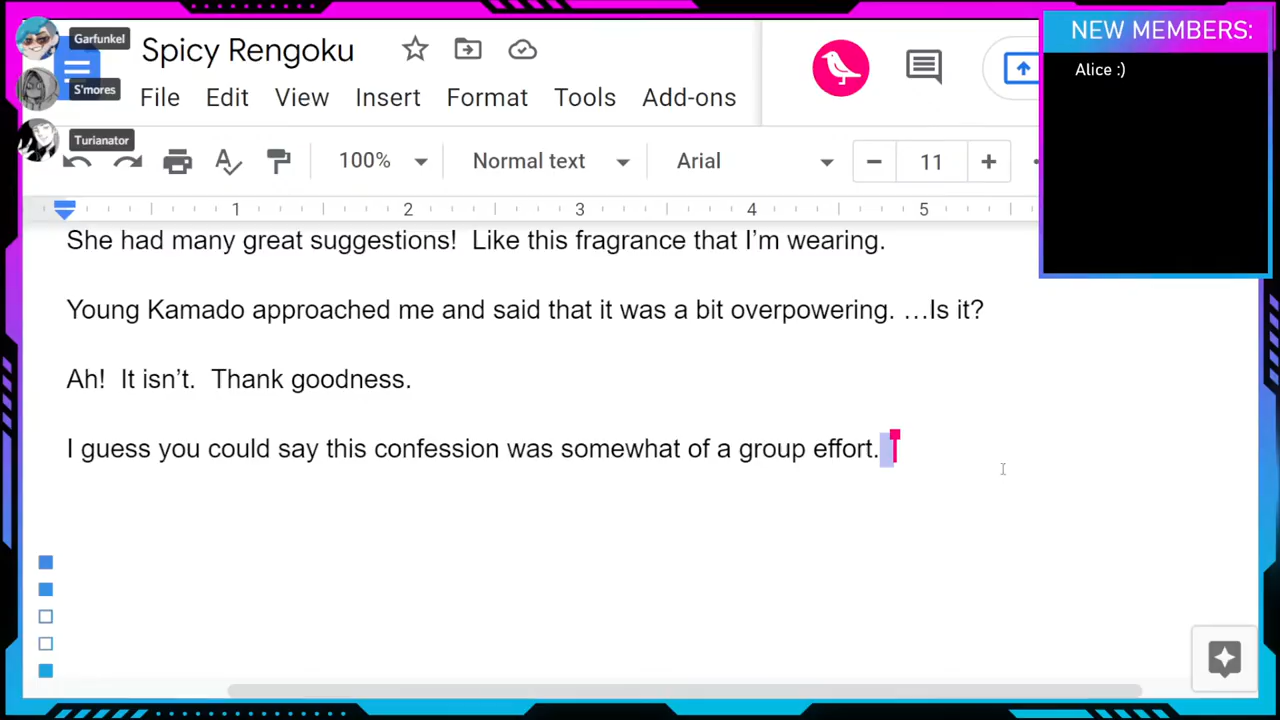 Garfunkel
S'mores
Turianator
Spicy Rengoku
File Edit View Insert Format Tools Add-ons
100% Normal text Arial 11
1 2 3 4 5
NEW MEMBERS:
Alice :)
She had many great suggestions!  Like this fragrance that I’m wearing.
Young Kamado approached me and said that it was a bit overpowering. …Is it?
Ah!  It isn’t.  Thank goodness.
I guess you could say this confession was somewhat of a group effort.